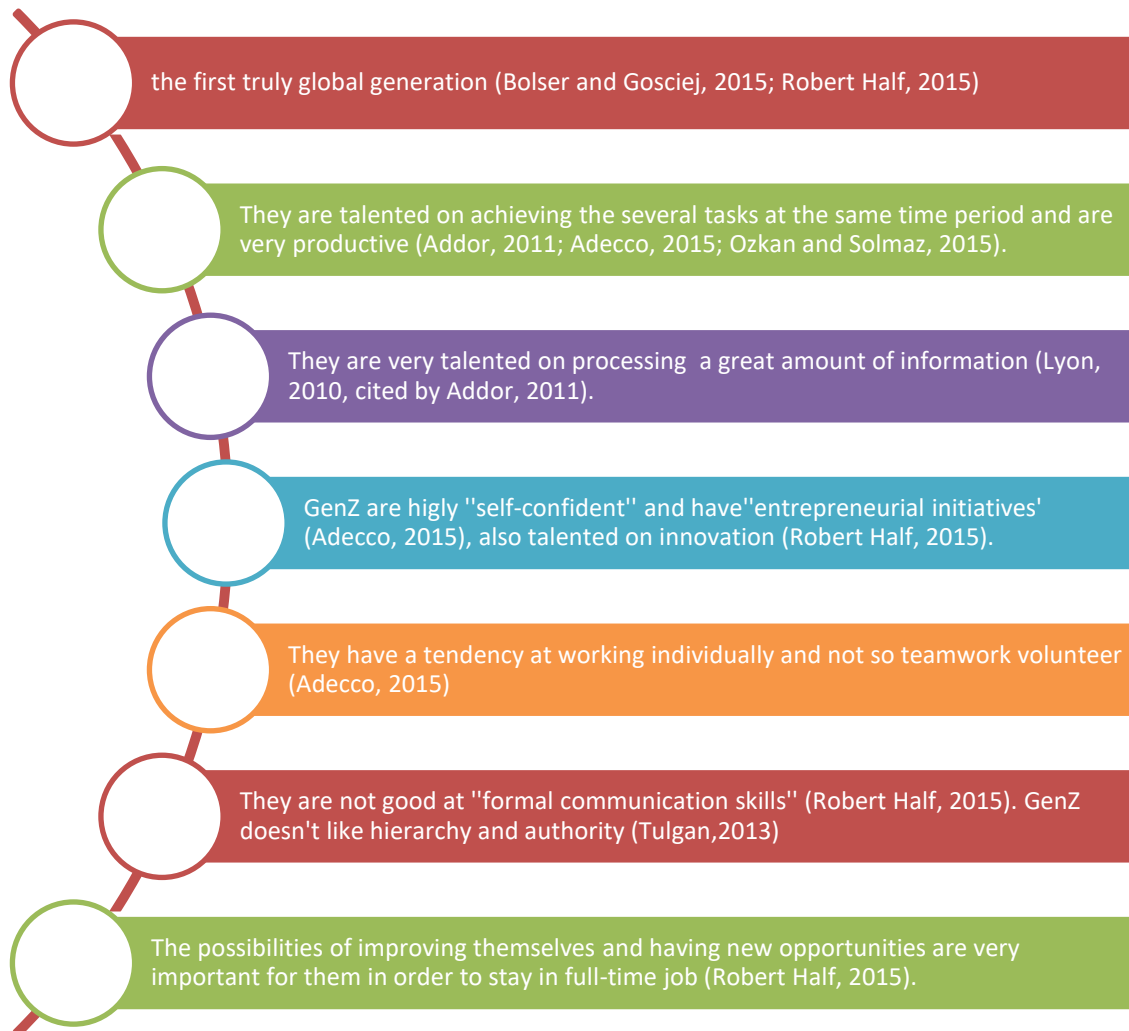 the first truly global generation (Bolser and Gosciej, 2015; Robert Half, 2015)
They are talented on achieving the several tasks at the same time period and are
very productive (Addor, 2011; Adecco, 2015; Ozkan and Solmaz, 2015).
They are very talented on processing  a great amount of information (Lyon,
2010, cited by Addor, 2011).
GenZ are higly ''self-confident'' and have''entrepreneurial initiatives'
(Adecco, 2015), also talented on innovation (Robert Half, 2015).
They have a tendency at working individually and not so teamwork volunteer
(Adecco, 2015)
They are not good at ''formal communication skills'' (Robert Half, 2015). GenZ
doesn't like hierarchy and authority (Tulgan,2013)
The possibilities of improving themselves and having new opportunities are very
important for them in order to stay in full-time job (Robert Half, 2015).